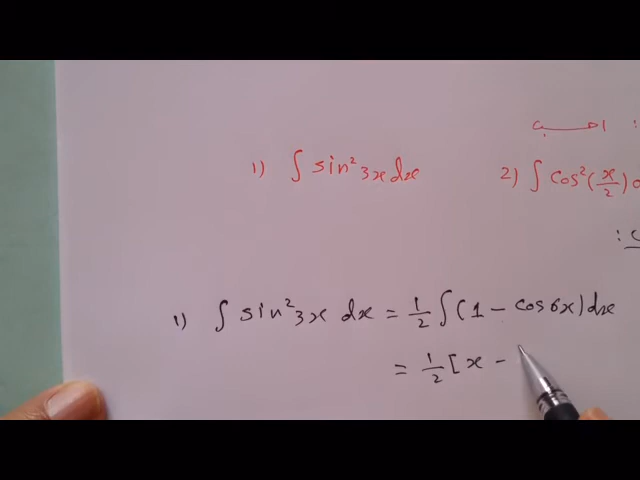 1) ∫ sin² 3x dx 2) ∫ cos² (x/2)
1) ∫ sin² 3x dx = 1/2 ∫ (1 - cos 6x) dx
= 1/2 [ x -